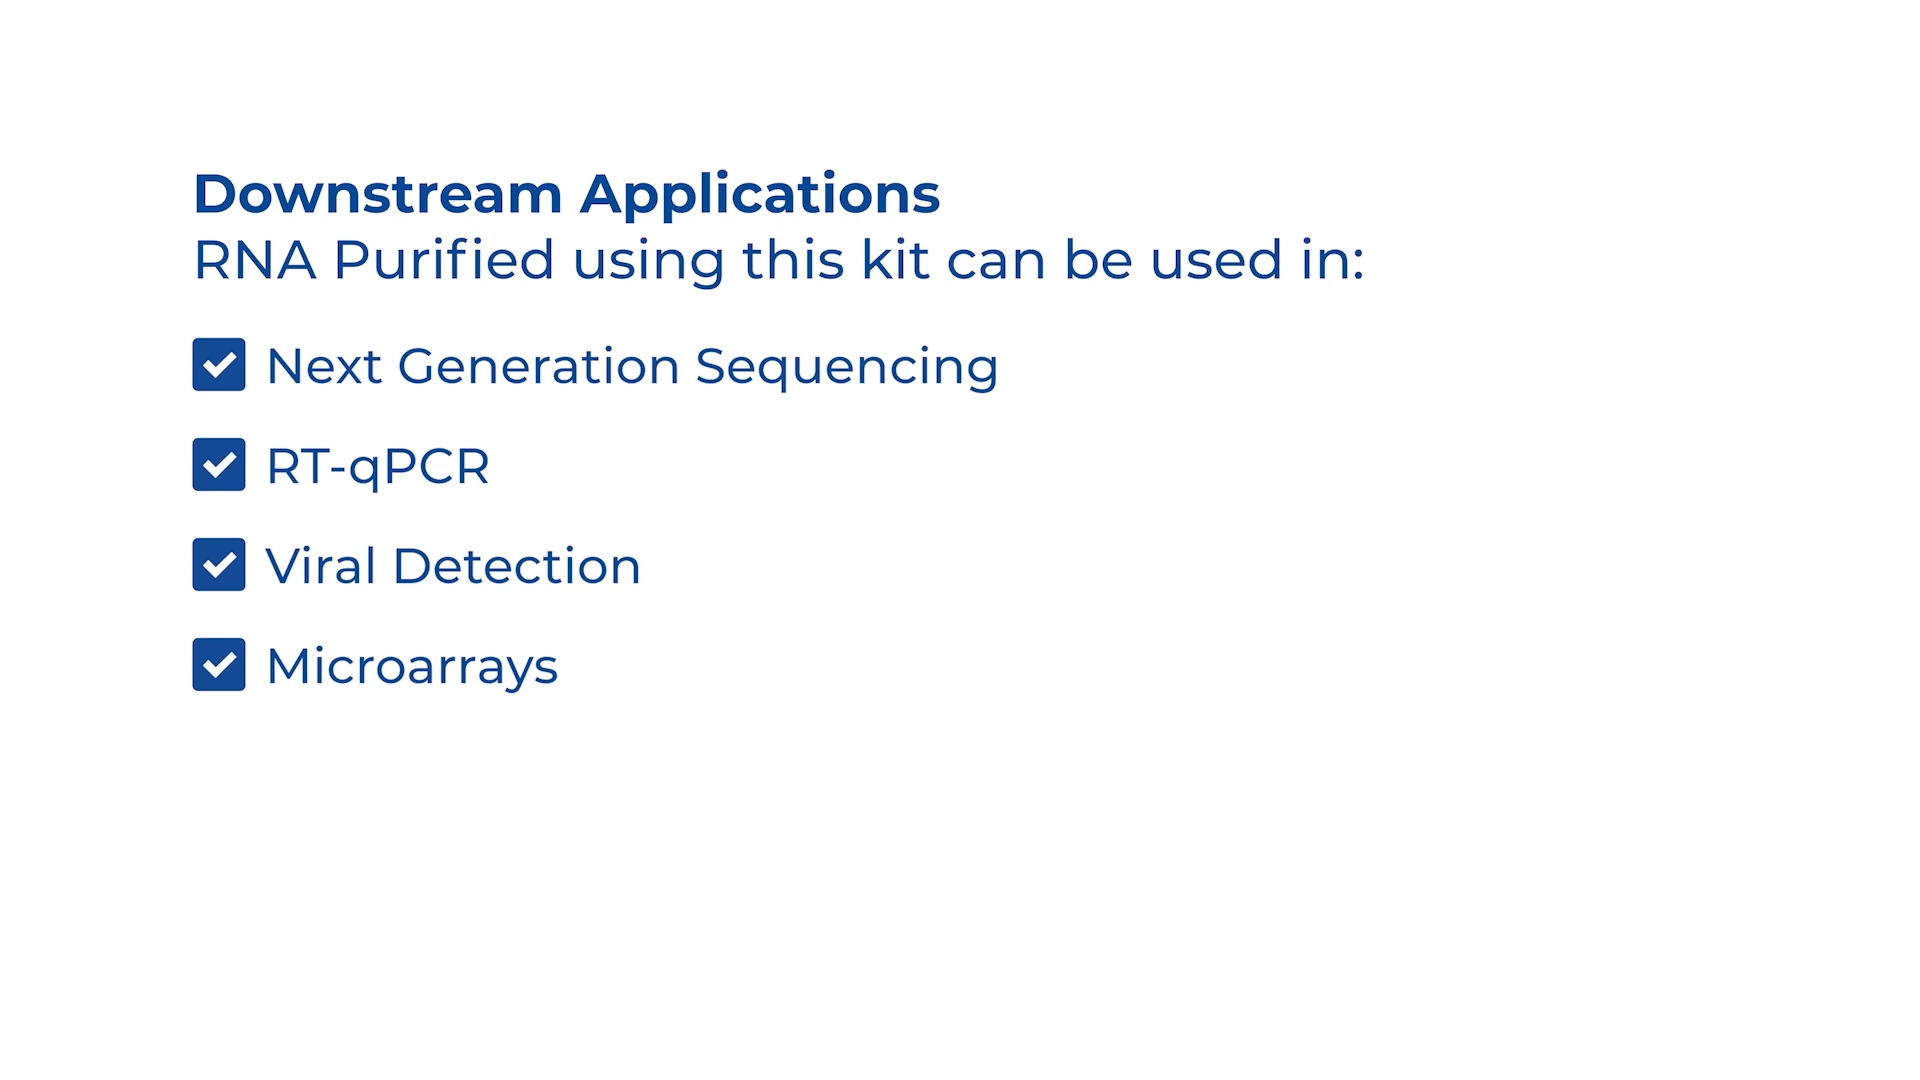 Downstream Applications
RNA Purified using this kit can be used in:
Next Generation Sequencing
RT-qPCR
Viral Detection
Microarrays